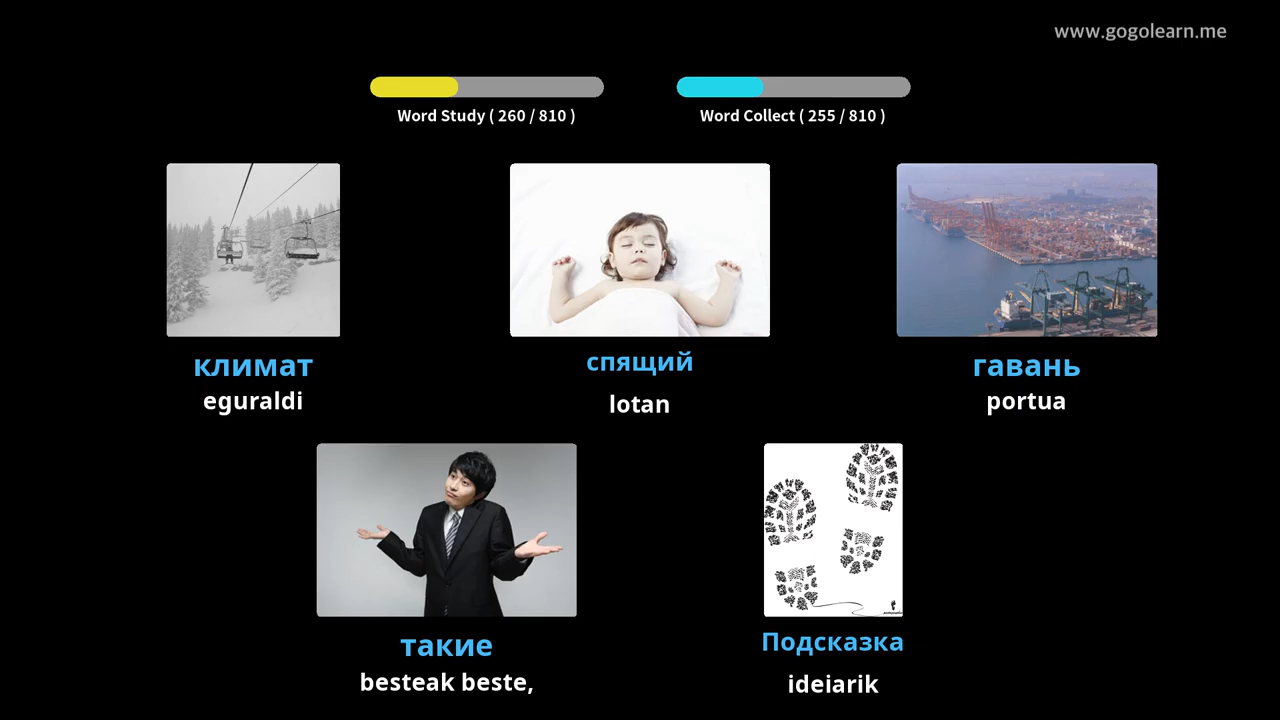 www.gogolearn.me
Word Study ( 260 / 810 )
Word Collect ( 255 / 810 )
климат
eguraldi
спящий
lotan
гавань
portua
такие
besteak beste,
Подсказка
ideiarik